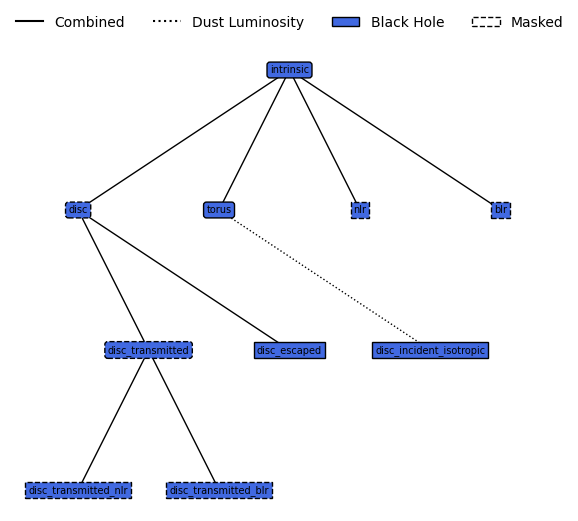 Combined Dust Luminosity Black Hole Masked
intrinsic
disc torus nlr blr
disc_transmitted disc_escaped disc_incident_isotropic
disc_transmitted_nlr disc_transmitted_blr